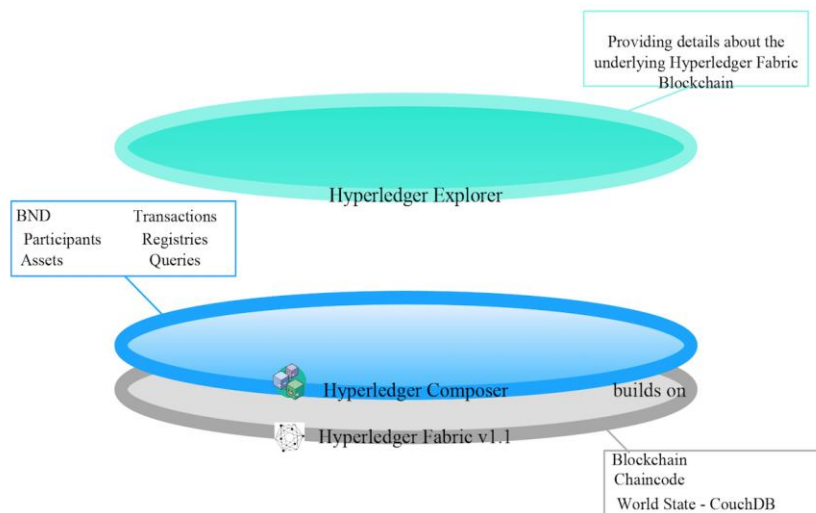 Providing details about the
underlying Hyperledger Fabric
Blockchain
Hyperledger Explorer
BND Transactions
Participants Registries
Assets Queries
Hyperledger Composer builds on
Hyperledger Fabric v1.1
Blockchain
Chaincode
World State - CouchDB